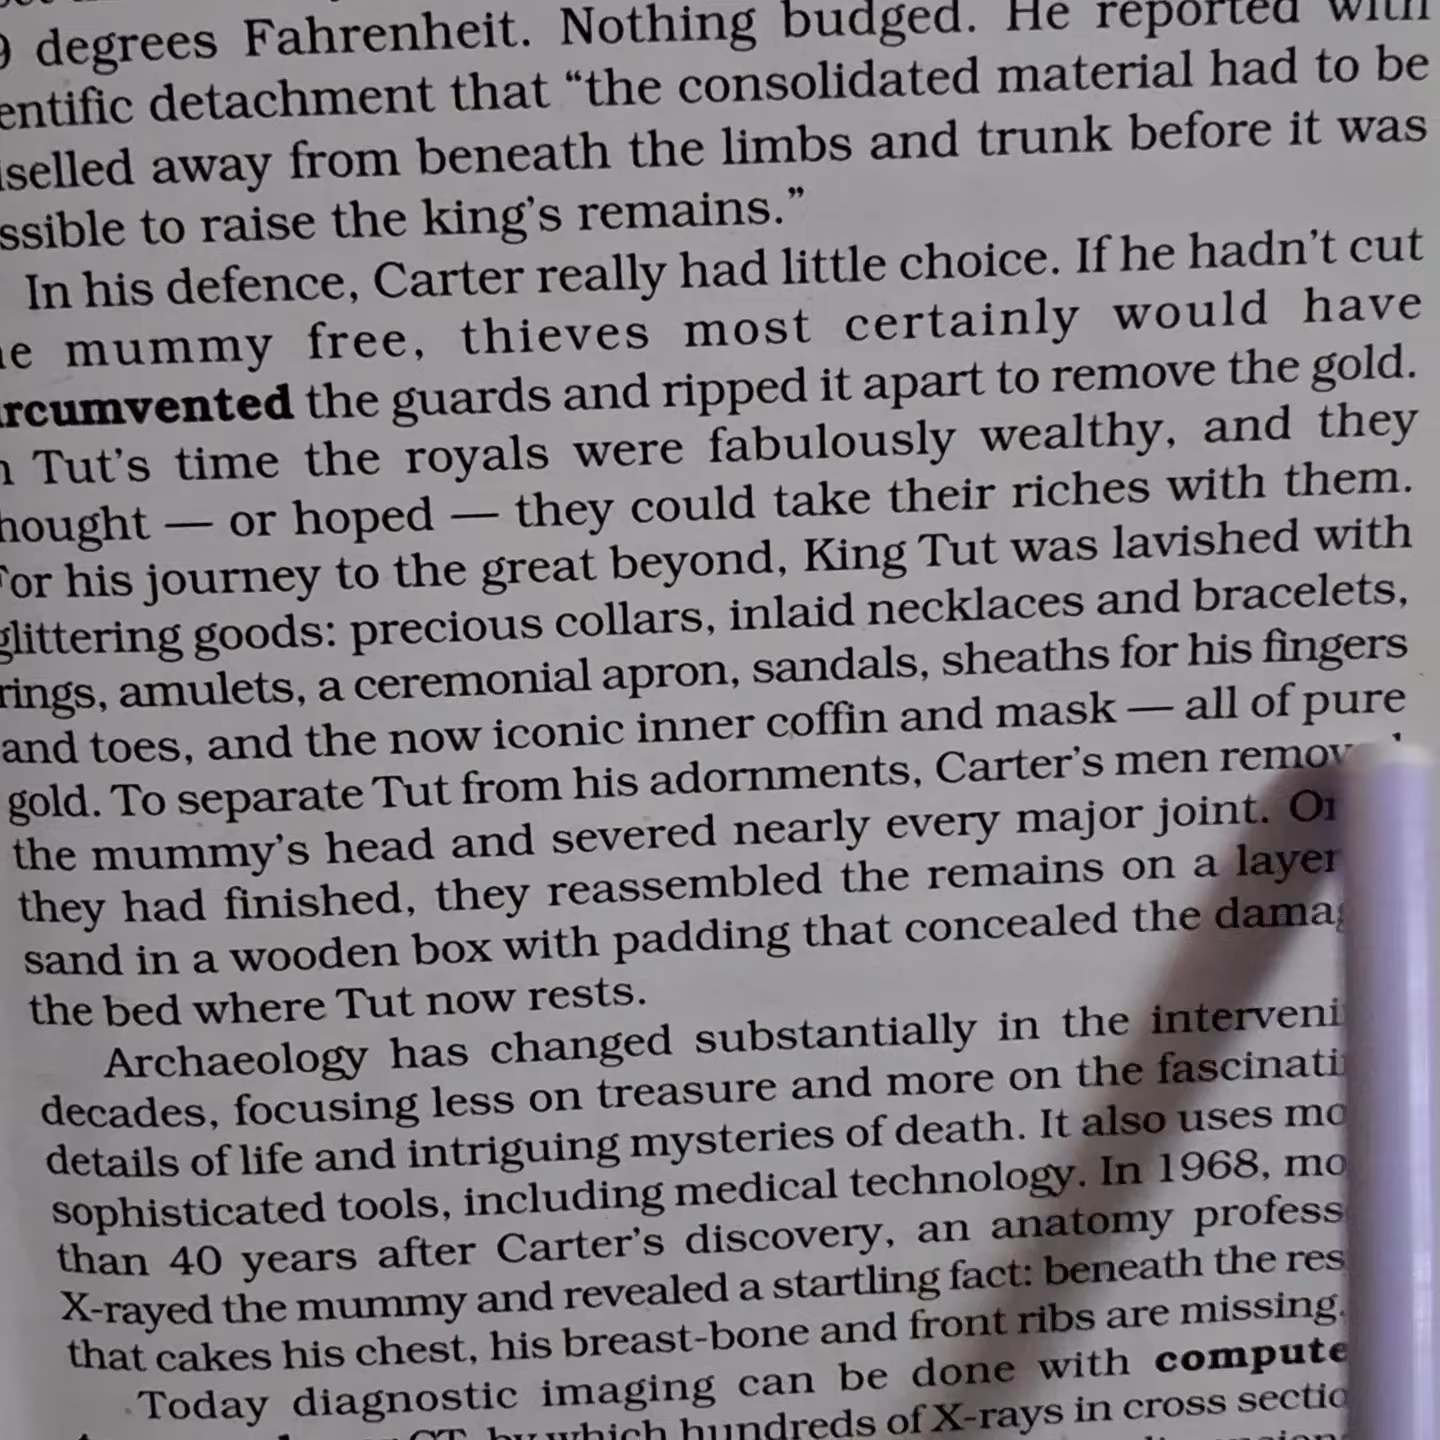 degrees Fahrenheit. Nothing budged. He reported with
entific detachment that “the consolidated material had to be
iselled away from beneath the limbs and trunk before it was
ssible to raise the king’s remains.”
In his defence, Carter really had little choice. If he hadn’t cut
e mummy free, thieves most certainly would have
rcumvented the guards and ripped it apart to remove the gold.
n Tut’s time the royals were fabulously wealthy, and they
hought — or hoped — they could take their riches with them.
For his journey to the great beyond, King Tut was lavished with
glittering goods: precious collars, inlaid necklaces and bracelets,
rings, amulets, a ceremonial apron, sandals, sheaths for his fingers
and toes, and the now iconic inner coffin and mask — all of pure
gold. To separate Tut from his adornments, Carter’s men remov
the mummy’s head and severed nearly every major joint.
they had finished, they reassembled the remains on a layer
sand in a wooden box with padding that concealed the dama
the bed where Tut now rests.
Archaeology has changed substantially in the interveni
decades, focusing less on treasure and more on the fascinati
details of life and intriguing mysteries of death. It also uses mo
sophisticated tools, including medical technology. In 1968, mo
than 40 years after Carter’s discovery, an anatomy profess
X-rayed the mummy and revealed a startling fact: beneath the res
that cakes his chest, his breast-bone and front ribs are missing.
Today diagnostic imaging can be done with compute
CT, by which hundreds of X-rays in cross sectio